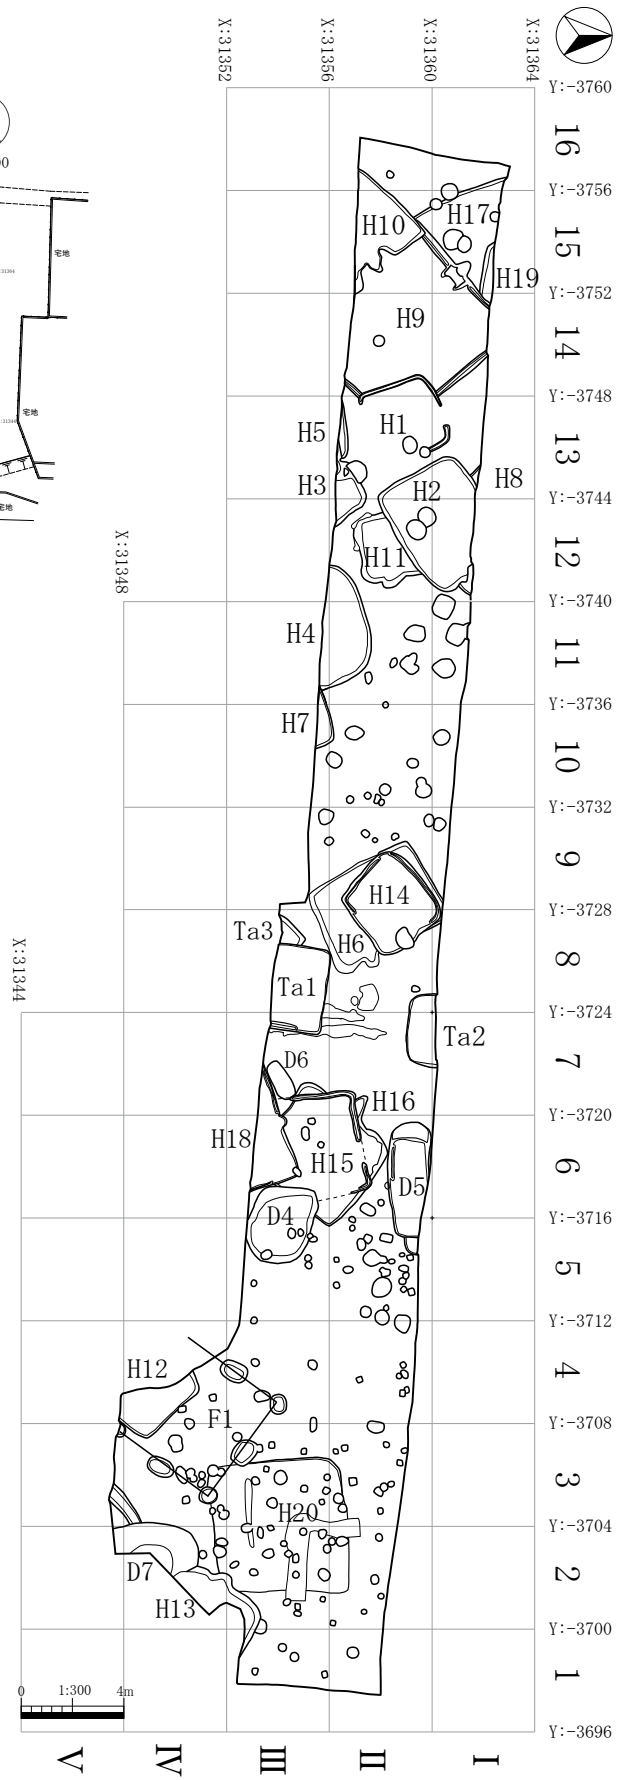 X:31352
X:31356
X:31360
X:31364
Y:-3760
16
00
Y:-3756
宅地
H10
H17
15
H19
Y:-3752
H9
14
宅地
Y:-3748
H5
H1
13
H3
H2
H8
Y:-3744
宅地
X:31348
H11
12
Y:-3740
H4
11
Y:-3736
H7
10
Y:-3732
9
H14
Y:-3728
Ta3
H6
X:31344
8
Ta1
Y:-3724
Ta2
7
D6
H16
Y:-3720
H18
H15
6
D5
D4
Y:-3716
5
Y:-3712
H12
4
F1
Y:-3708
3
H20
Y:-3704
D7
2
H13
Y:-3700
1
0 1:300 4m
Y:-3696
V
IV
III
II
I